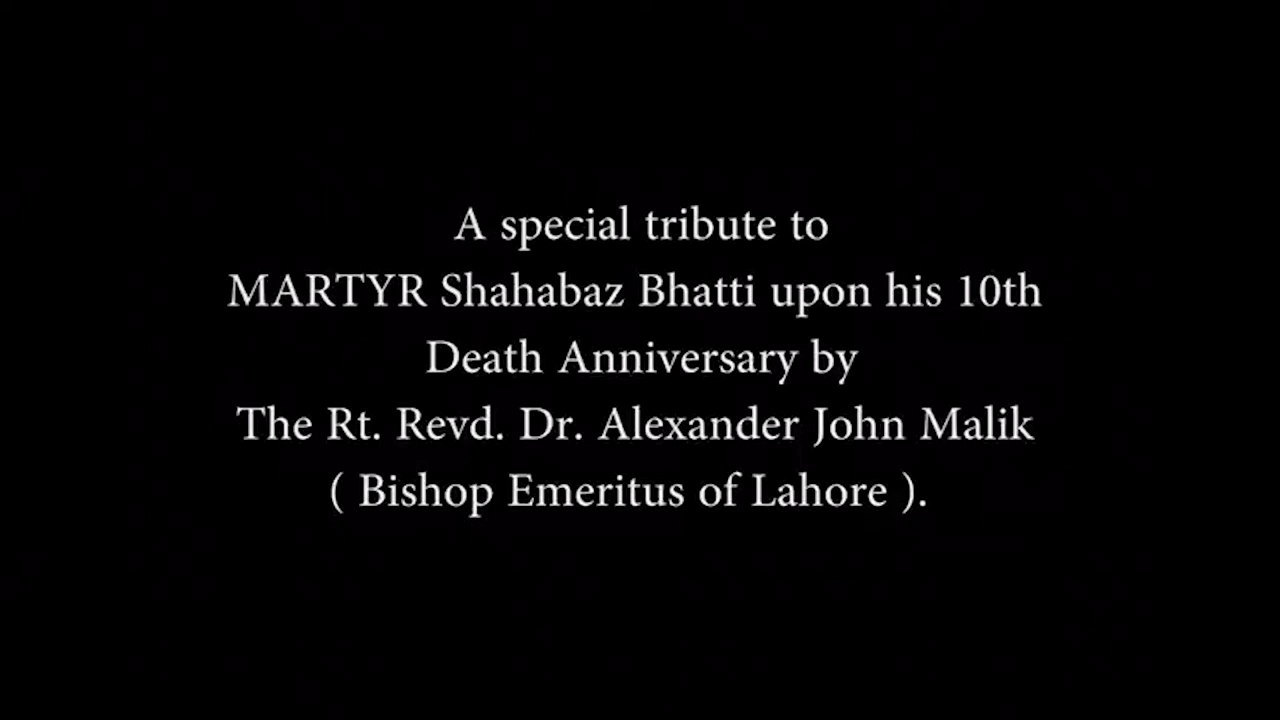 A special tribute to
MARTYR Shahabaz Bhatti upon his 10th
Death Anniversary by
The Rt. Revd. Dr. Alexander John Malik
( Bishop Emeritus of Lahore ).